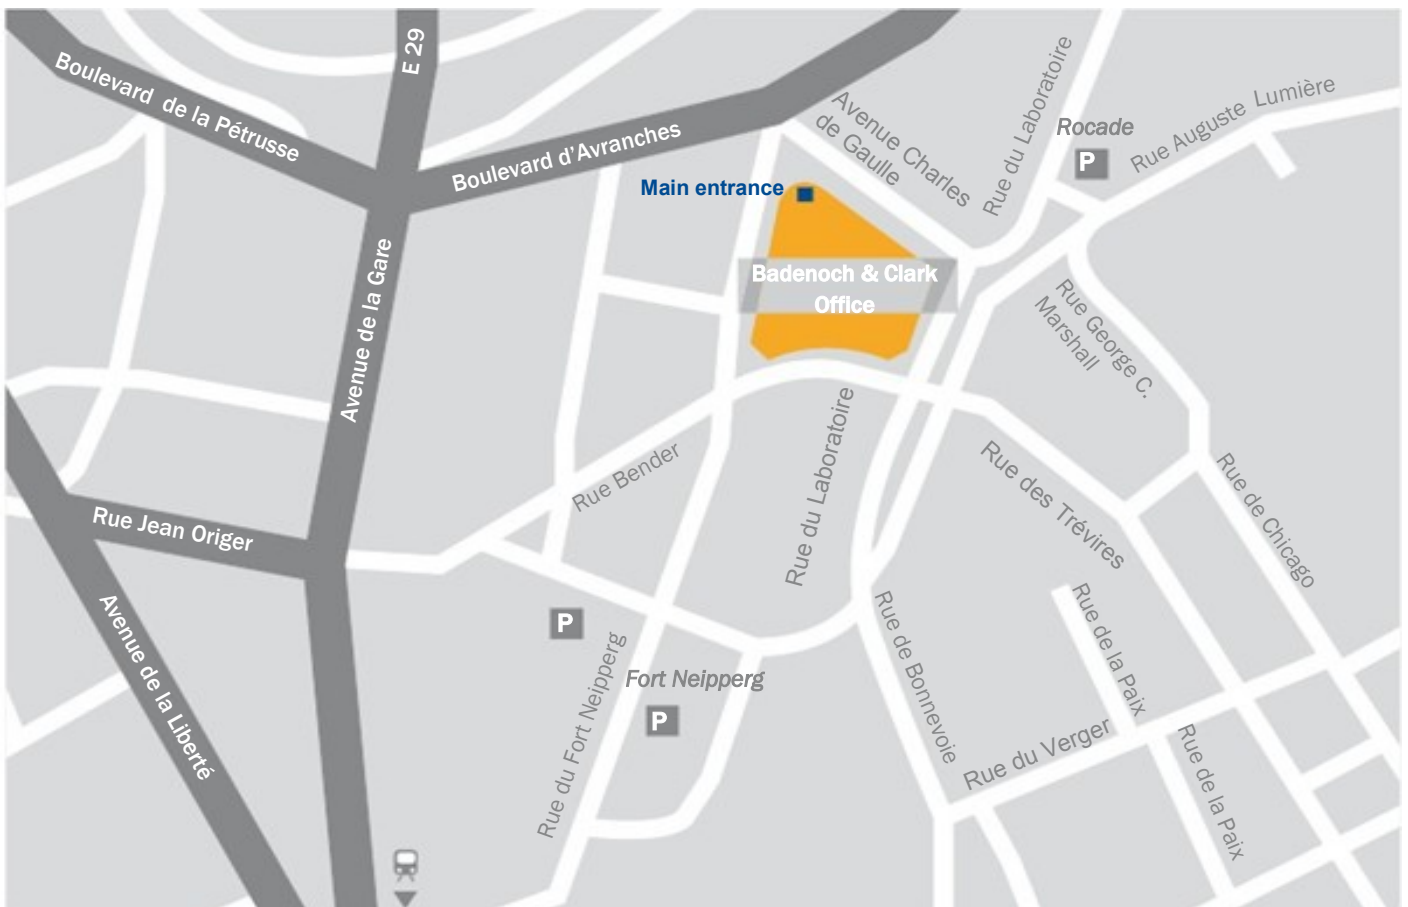 E 29
Boulevard de la Pétrusse
Boulevard d'Avranches
Avenue Charles
de Gaulle
Rue du Laboratoire
Rocade
P
Rue Auguste Lumière
Main entrance
Badenoch & Clark
Office
Avenue de la Gare
Rue George C.
Marshall
Rue Bender
Rue du Laboratoire
Rue des Trévires
Rue de Chicago
Rue Jean Origer
Avenue de la Liberté
P
Rue du Fort Neipperg
Fort Neipperg
P
Rue de Bonnevoie
Rue de la Paix
Rue du Verger
Rue de la Paix